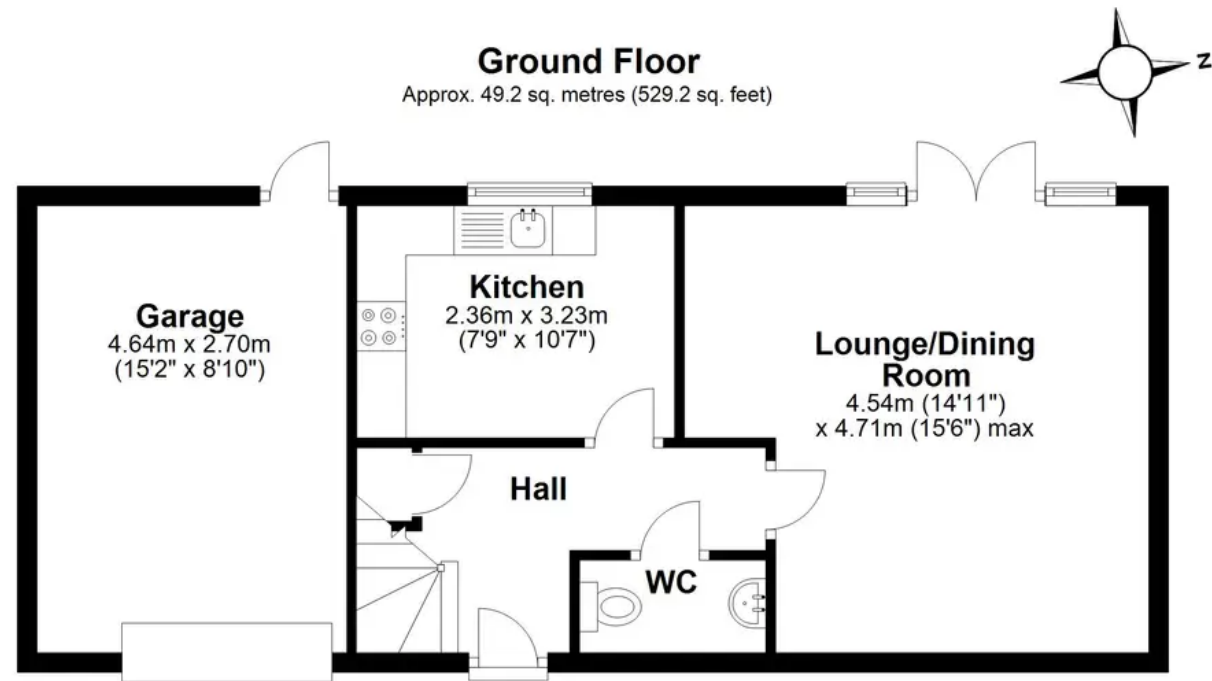 Ground Floor
Approx. 49.2 sq. metres (529.2 sq. feet)
Z
Garage
4.64m x 2.70m
(15'2" x 8'10")
Kitchen
2.36m x 3.23m
(7'9" x 10'7")
Lounge/Dining
Room
4.54m (14'11")
x 4.71m (15'6") max
Hall
WC